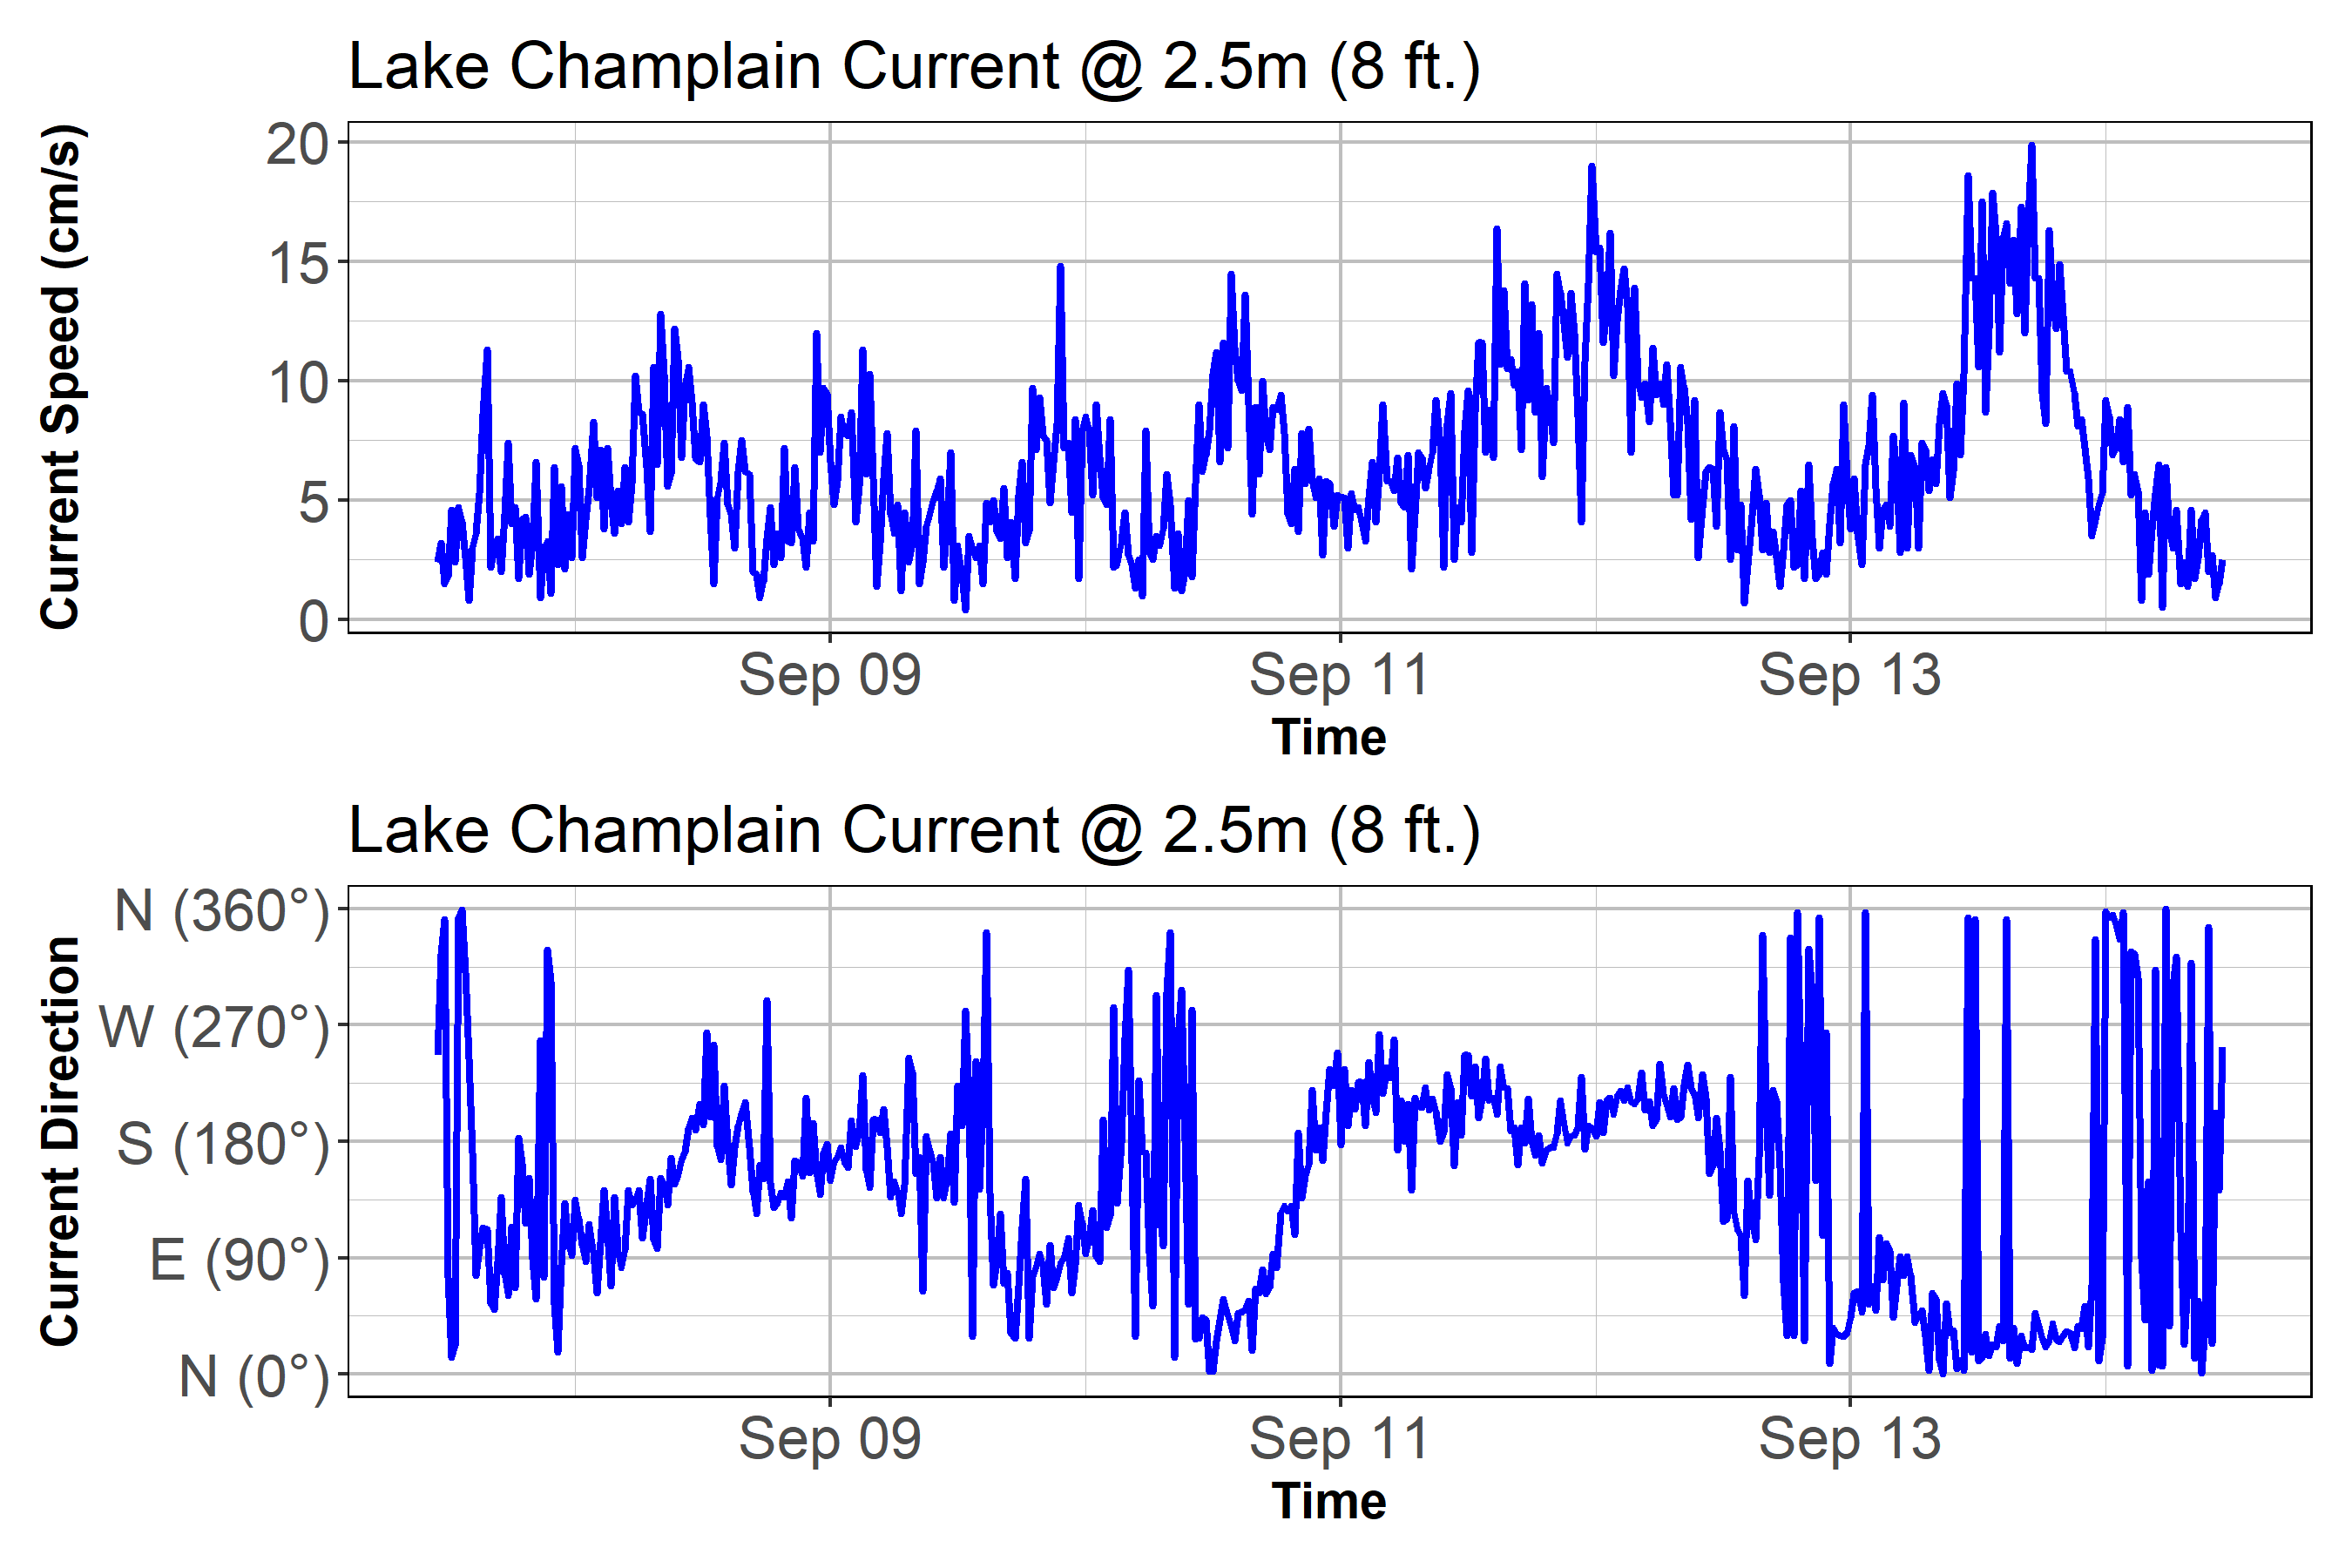 Lake Champlain Current @ 2.5m (8 ft.)
Current Speed (cm/s)
20
15
10
5
0
Sep 09 Sep 11 Sep 13
Time
Lake Champlain Current @ 2.5m (8 ft.)
Current Direction
N (360°)
W (270°)
S (180°)
E (90°)
N (0°)
Sep 09 Sep 11 Sep 13
Time